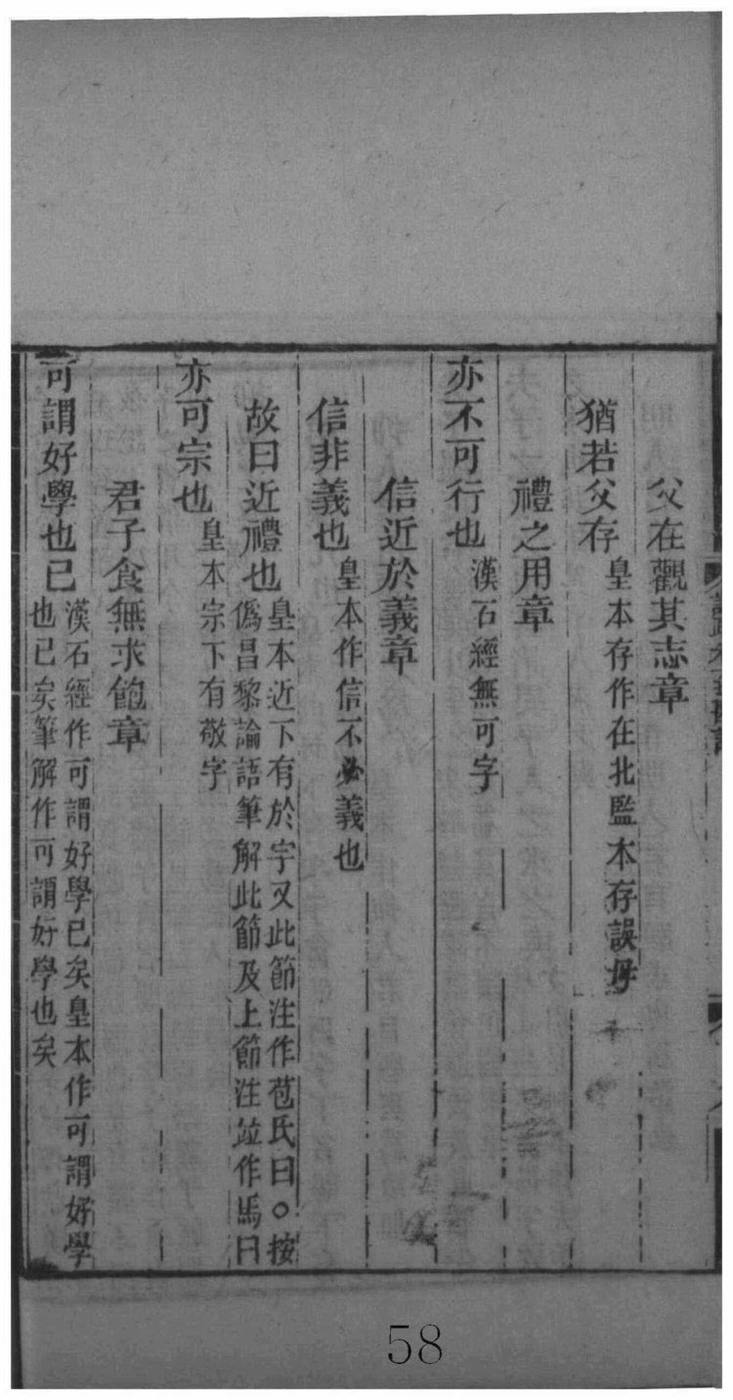 父在觀其志章
猶若父存皇本存作在北監本存誤毋
禮之用章
亦不可行也漢石經無可字
信近於義章
信非義也皇本作信不必義也
故曰近禮也皇本近下有於字又此節注作苞氏曰○按
僞昌黎論語筆解此節及上節注竝作馬曰
亦可宗也皇本宗下有敬字
君子食無求飽章
可謂好學也已漢石經作可謂好學已矣皇本作可謂好學
也已矣筆解作可謂好學也矣
58